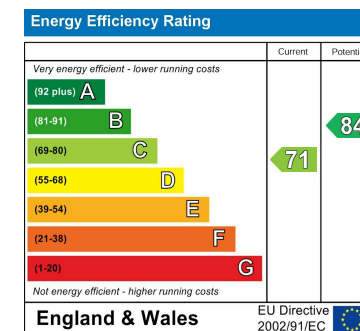 Energy Efficiency Rating
Current Potenti
Very energy efficient - lower running costs
(92 plus) A
(81-91) B
84
(69-80) C
71
(55-68) D
(39-54) E
(21-38) F
(1-20) G
Not energy efficient - higher running costs
England & Wales
EU Directive
2002/91/EC